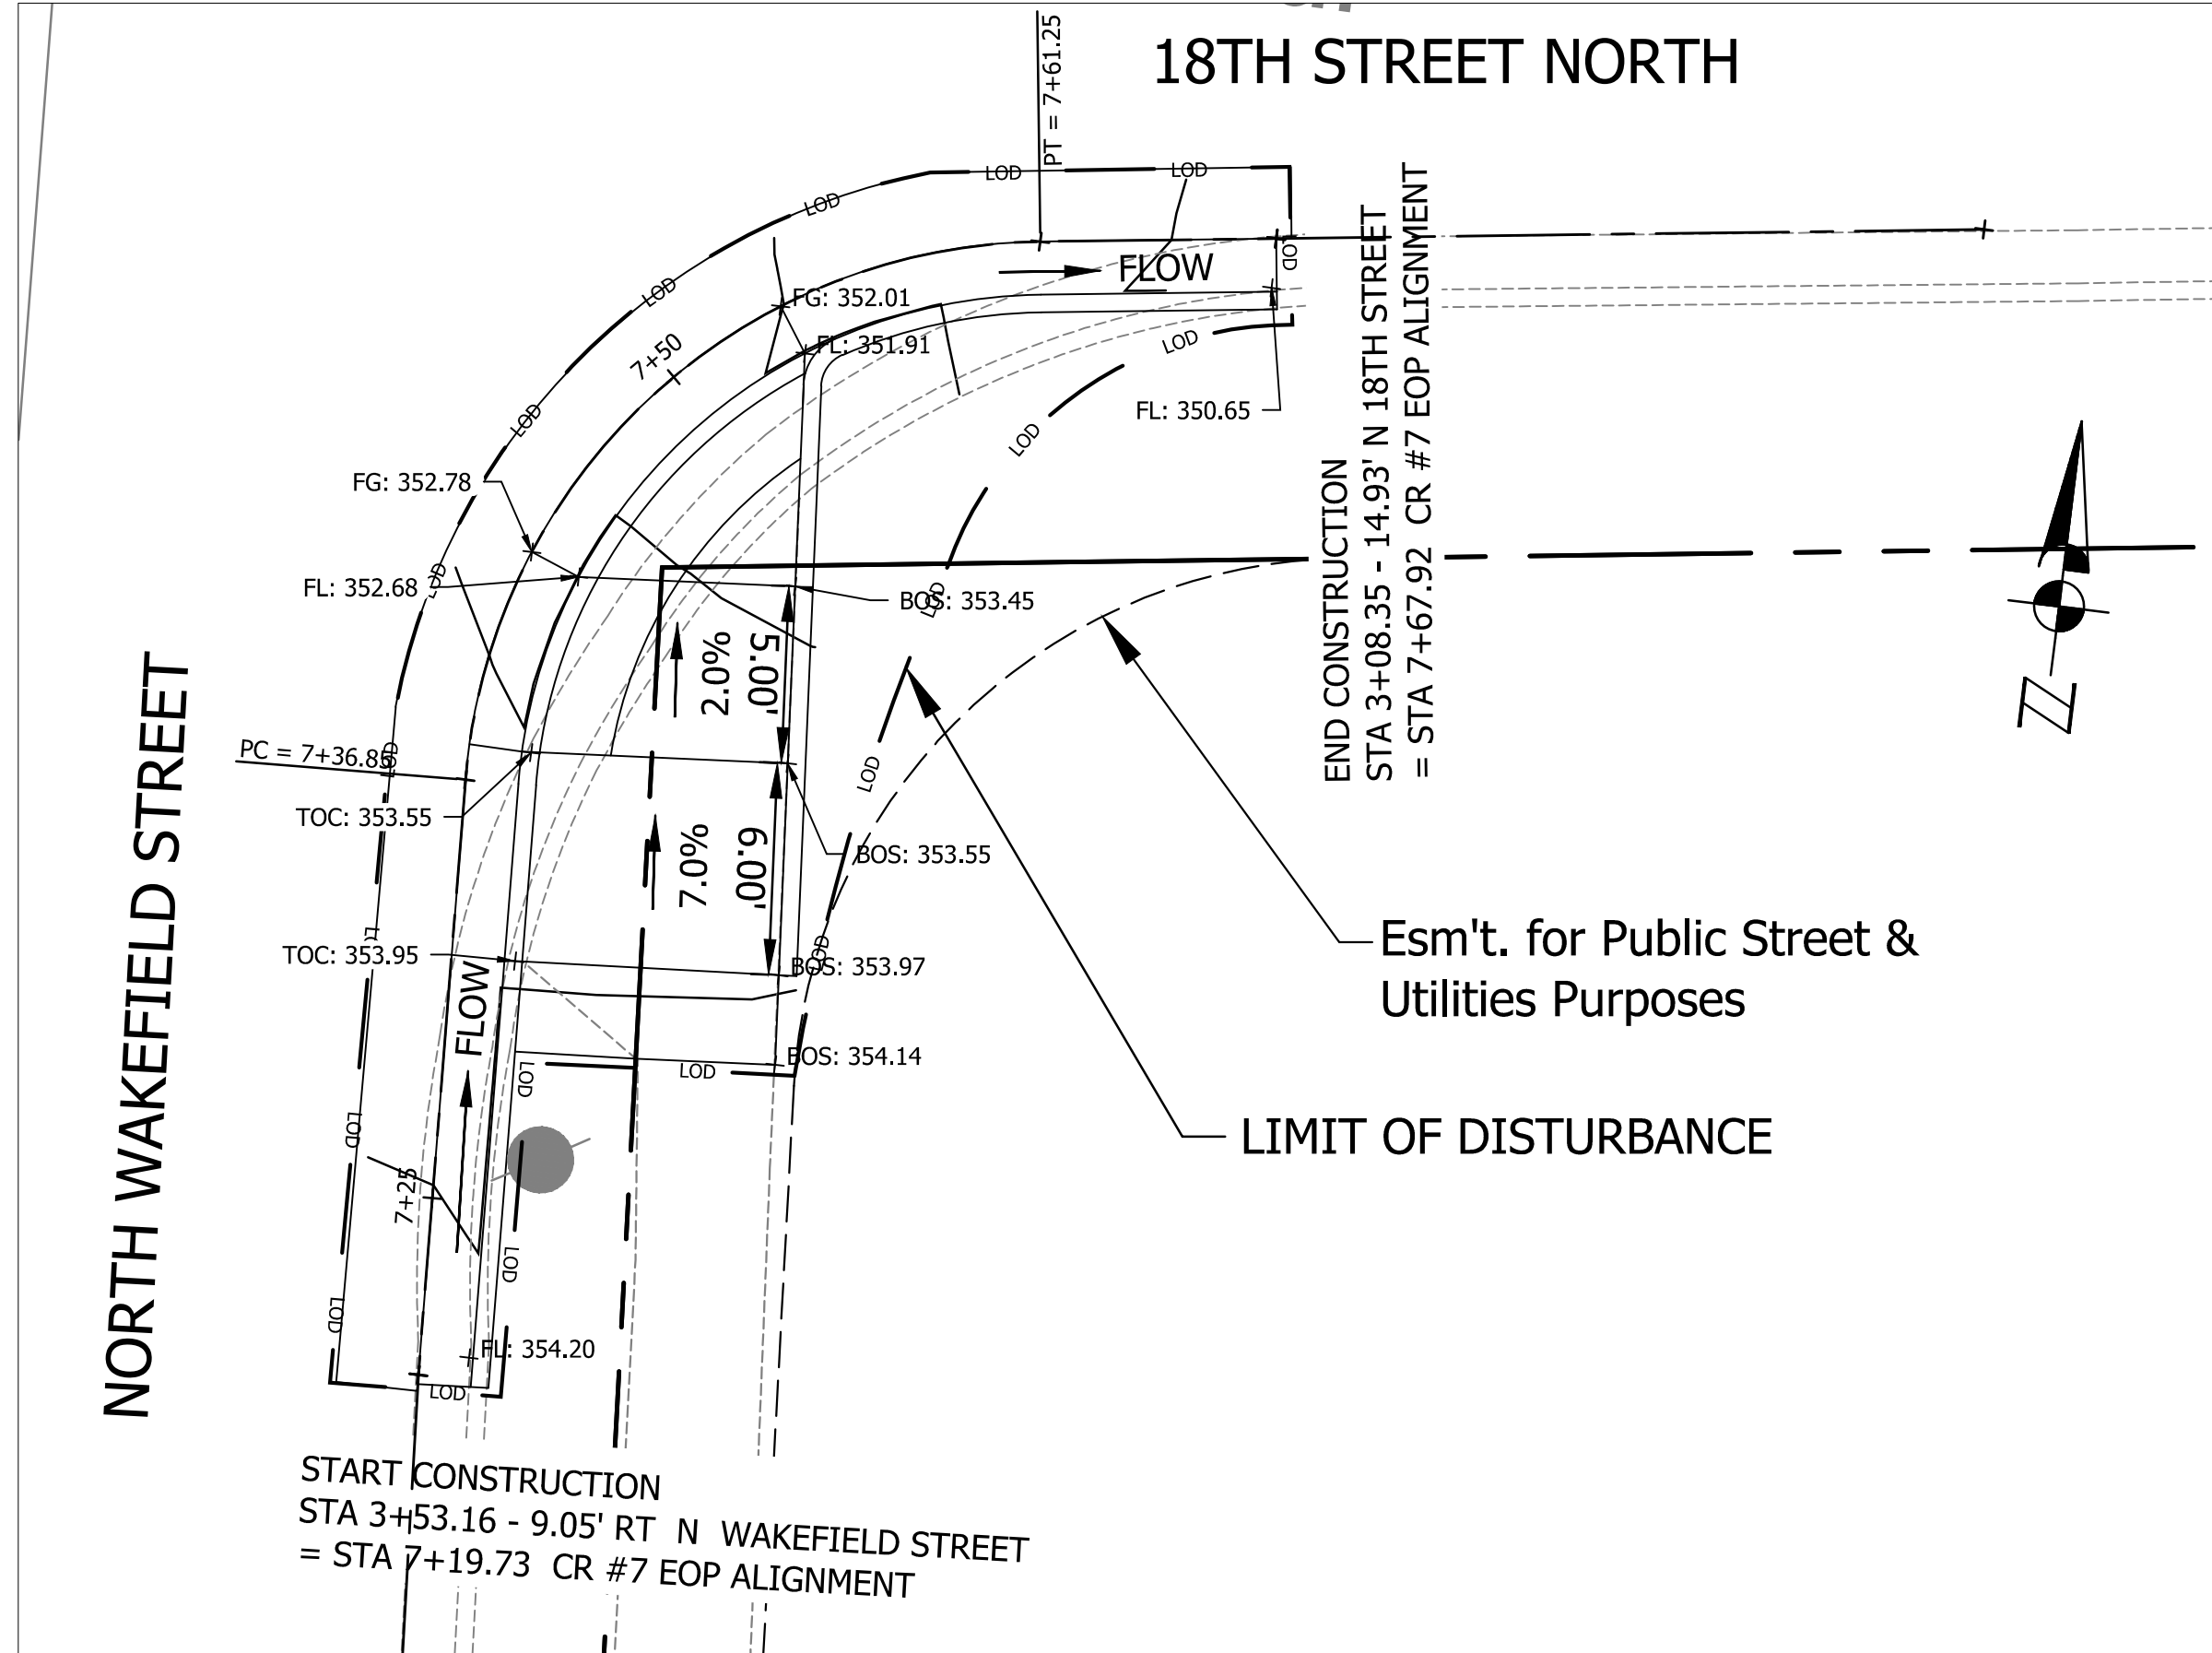 18TH STREET NORTH
PT = 7+61.25
LOD
LOD
LOD
LOD
LOD
LOD
FLOW
FG: 352.01
FL: 351.91
7+50
LOD
FL: 350.65
LOD
END CONSTRUCTION
STA 3+08.35 - 14.93' N 18TH STREET
= STA 7+67.92 CR #7 EOP ALIGNMENT
FG: 352.78
FL: 352.68
LOD
BOS: 353.45
LOD
2.0%
5.00'
NORTH WAKEFIELD STREET
PC = 7+36.85
LOD
LOD
TOC: 353.55
7.0%
6.00'
BOS: 353.55
TOC: 353.95
LOD
BOS: 353.97
FLOW
Esm't. for Public Street &
Utilities Purposes
BOS: 354.14
LOD
LOD
LOD
LIMIT OF DISTURBANCE
7+25
LOD
LOD
FL: 354.20
LOD
START CONSTRUCTION
STA 3+53.16 - 9.05' RT N WAKEFIELD STREET
= STA 7+19.73 CR #7 EOP ALIGNMENT
N